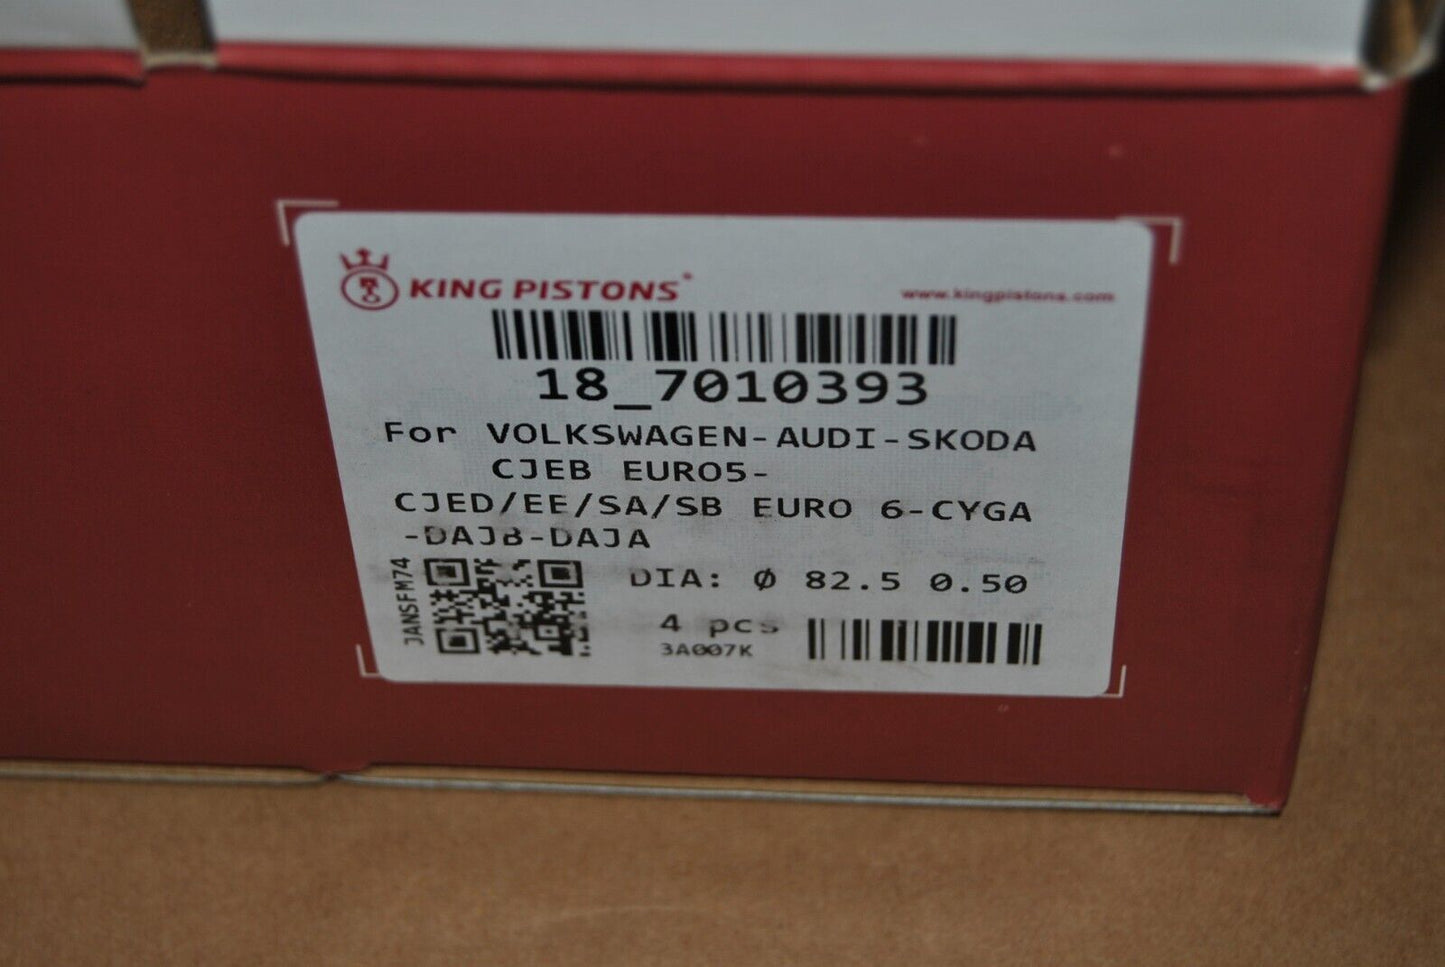 KING PISTONS®
www.kingpistons.com
18_7010393
For VOLKSWAGEN-AUDI-SKODA
CJEB EURO5-
CJED/EE/SA/SB EURO 6-CYGA
-DAJB-DAJA
JANSFM74
DIA: Ø 82.5 0.50
4 pcs
3A007K